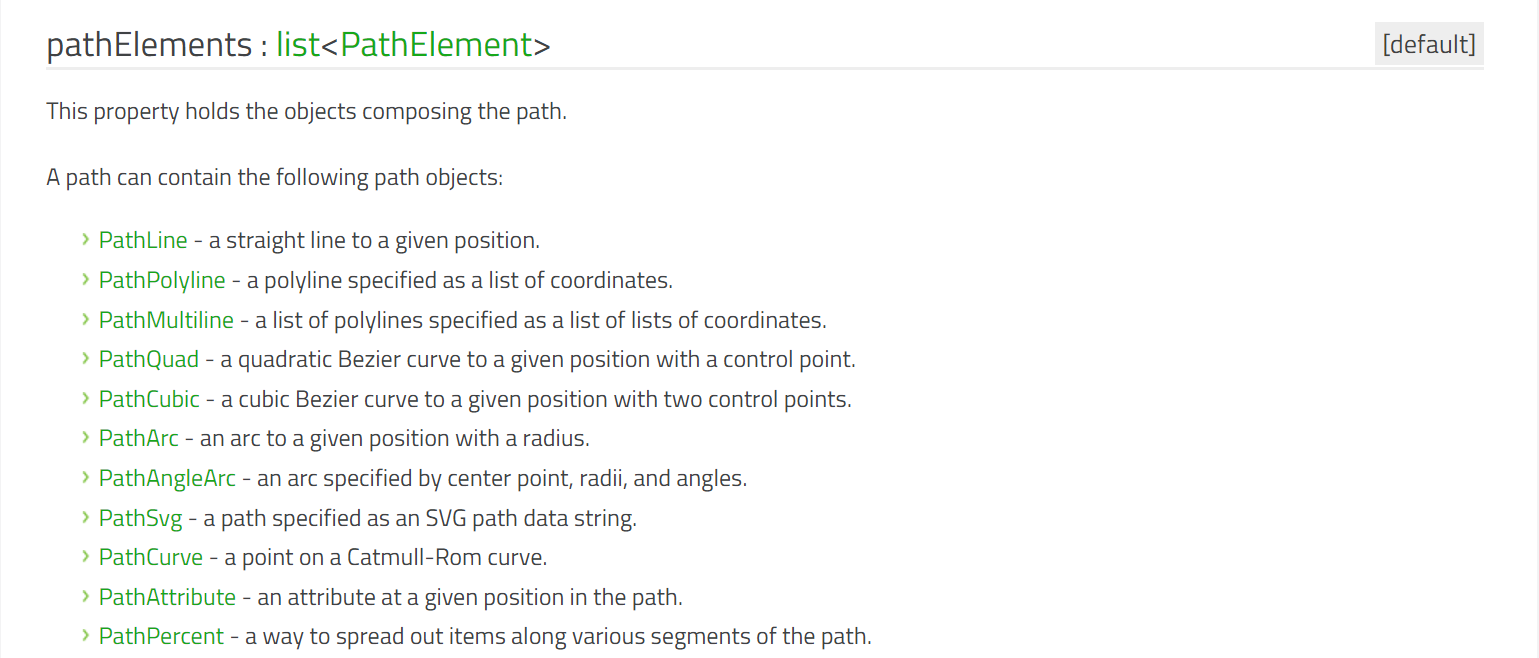 pathElements : list<PathElement> [default]
This property holds the objects composing the path.
A path can contain the following path objects:
PathLine - a straight line to a given position.
PathPolyline - a polyline specified as a list of coordinates.
PathMultiline - a list of polylines specified as a list of lists of coordinates.
PathQuad - a quadratic Bezier curve to a given position with a control point.
PathCubic - a cubic Bezier curve to a given position with two control points.
PathArc - an arc to a given position with a radius.
PathAngleArc - an arc specified by center point, radii, and angles.
PathSvg - a path specified as an SVG path data string.
PathCurve - a point on a Catmull-Rom curve.
PathAttribute - an attribute at a given position in the path.
PathPercent - a way to spread out items along various segments of the path.